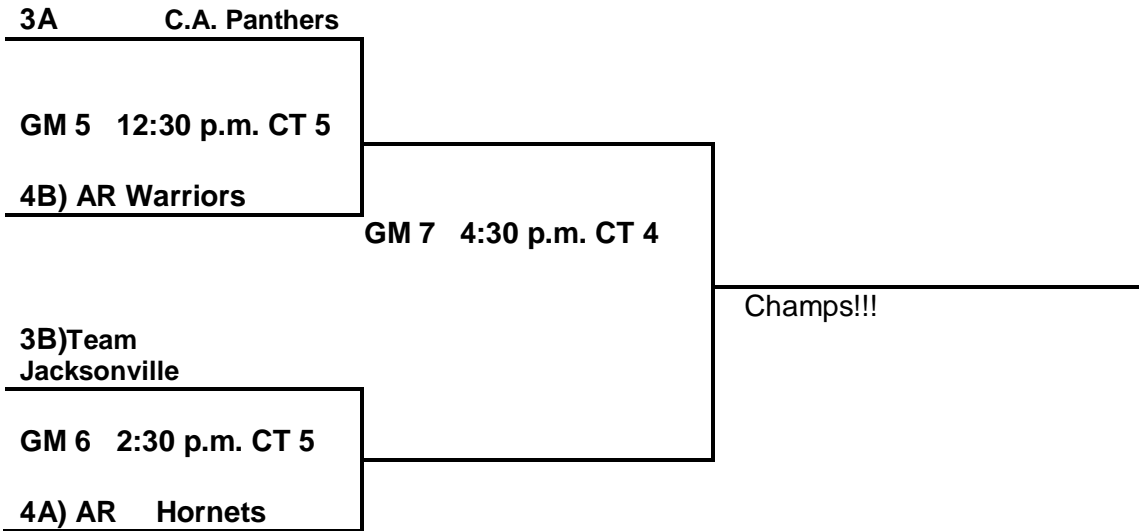 3A C.A. Panthers
GM 5 12:30 p.m. CT 5
4B) AR Warriors
GM 7 4:30 p.m. CT 4
Champs!!!
3B)Team
Jacksonville
GM 6 2:30 p.m. CT 5
4A) AR Hornets